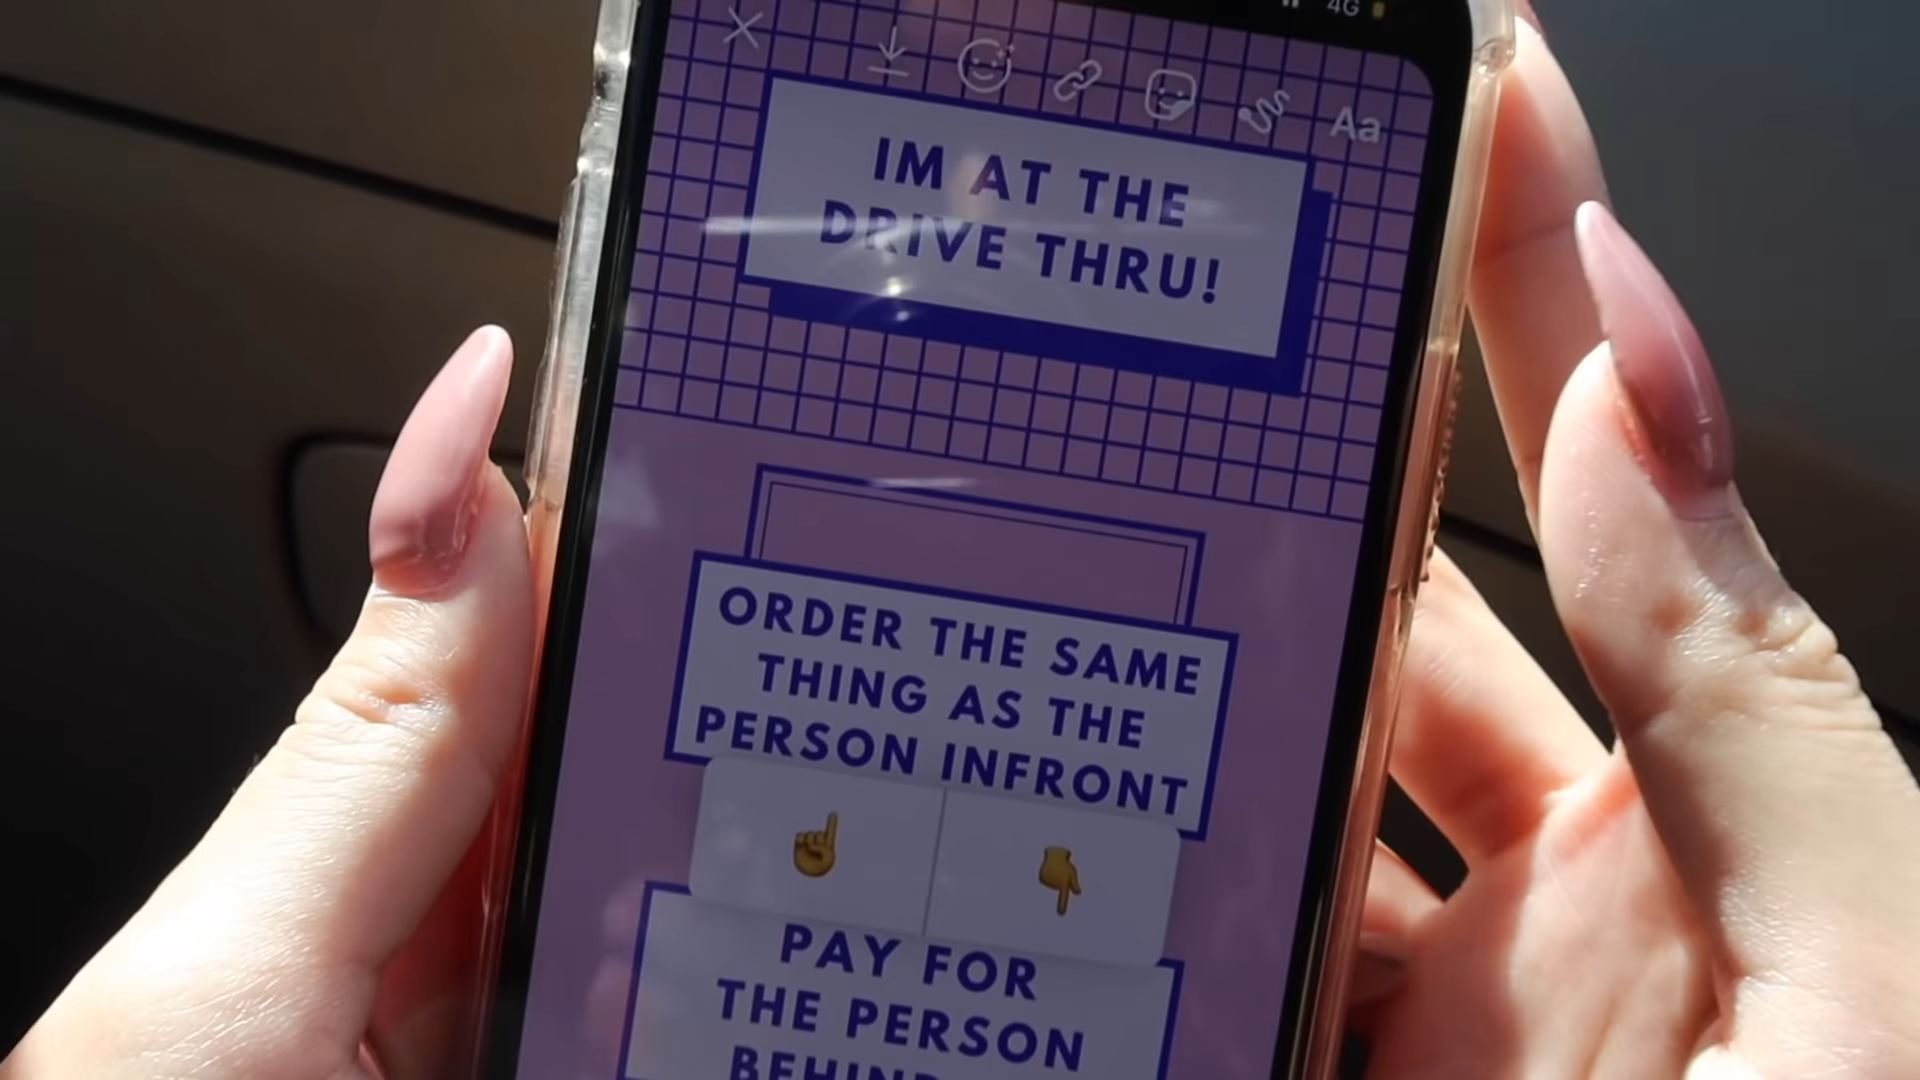 4G
Aa
IM AT THE
DRIVE THRU!
ORDER THE SAME
THING AS THE
PERSON INFRONT
PAY FOR
THE PERSON
BEHIND